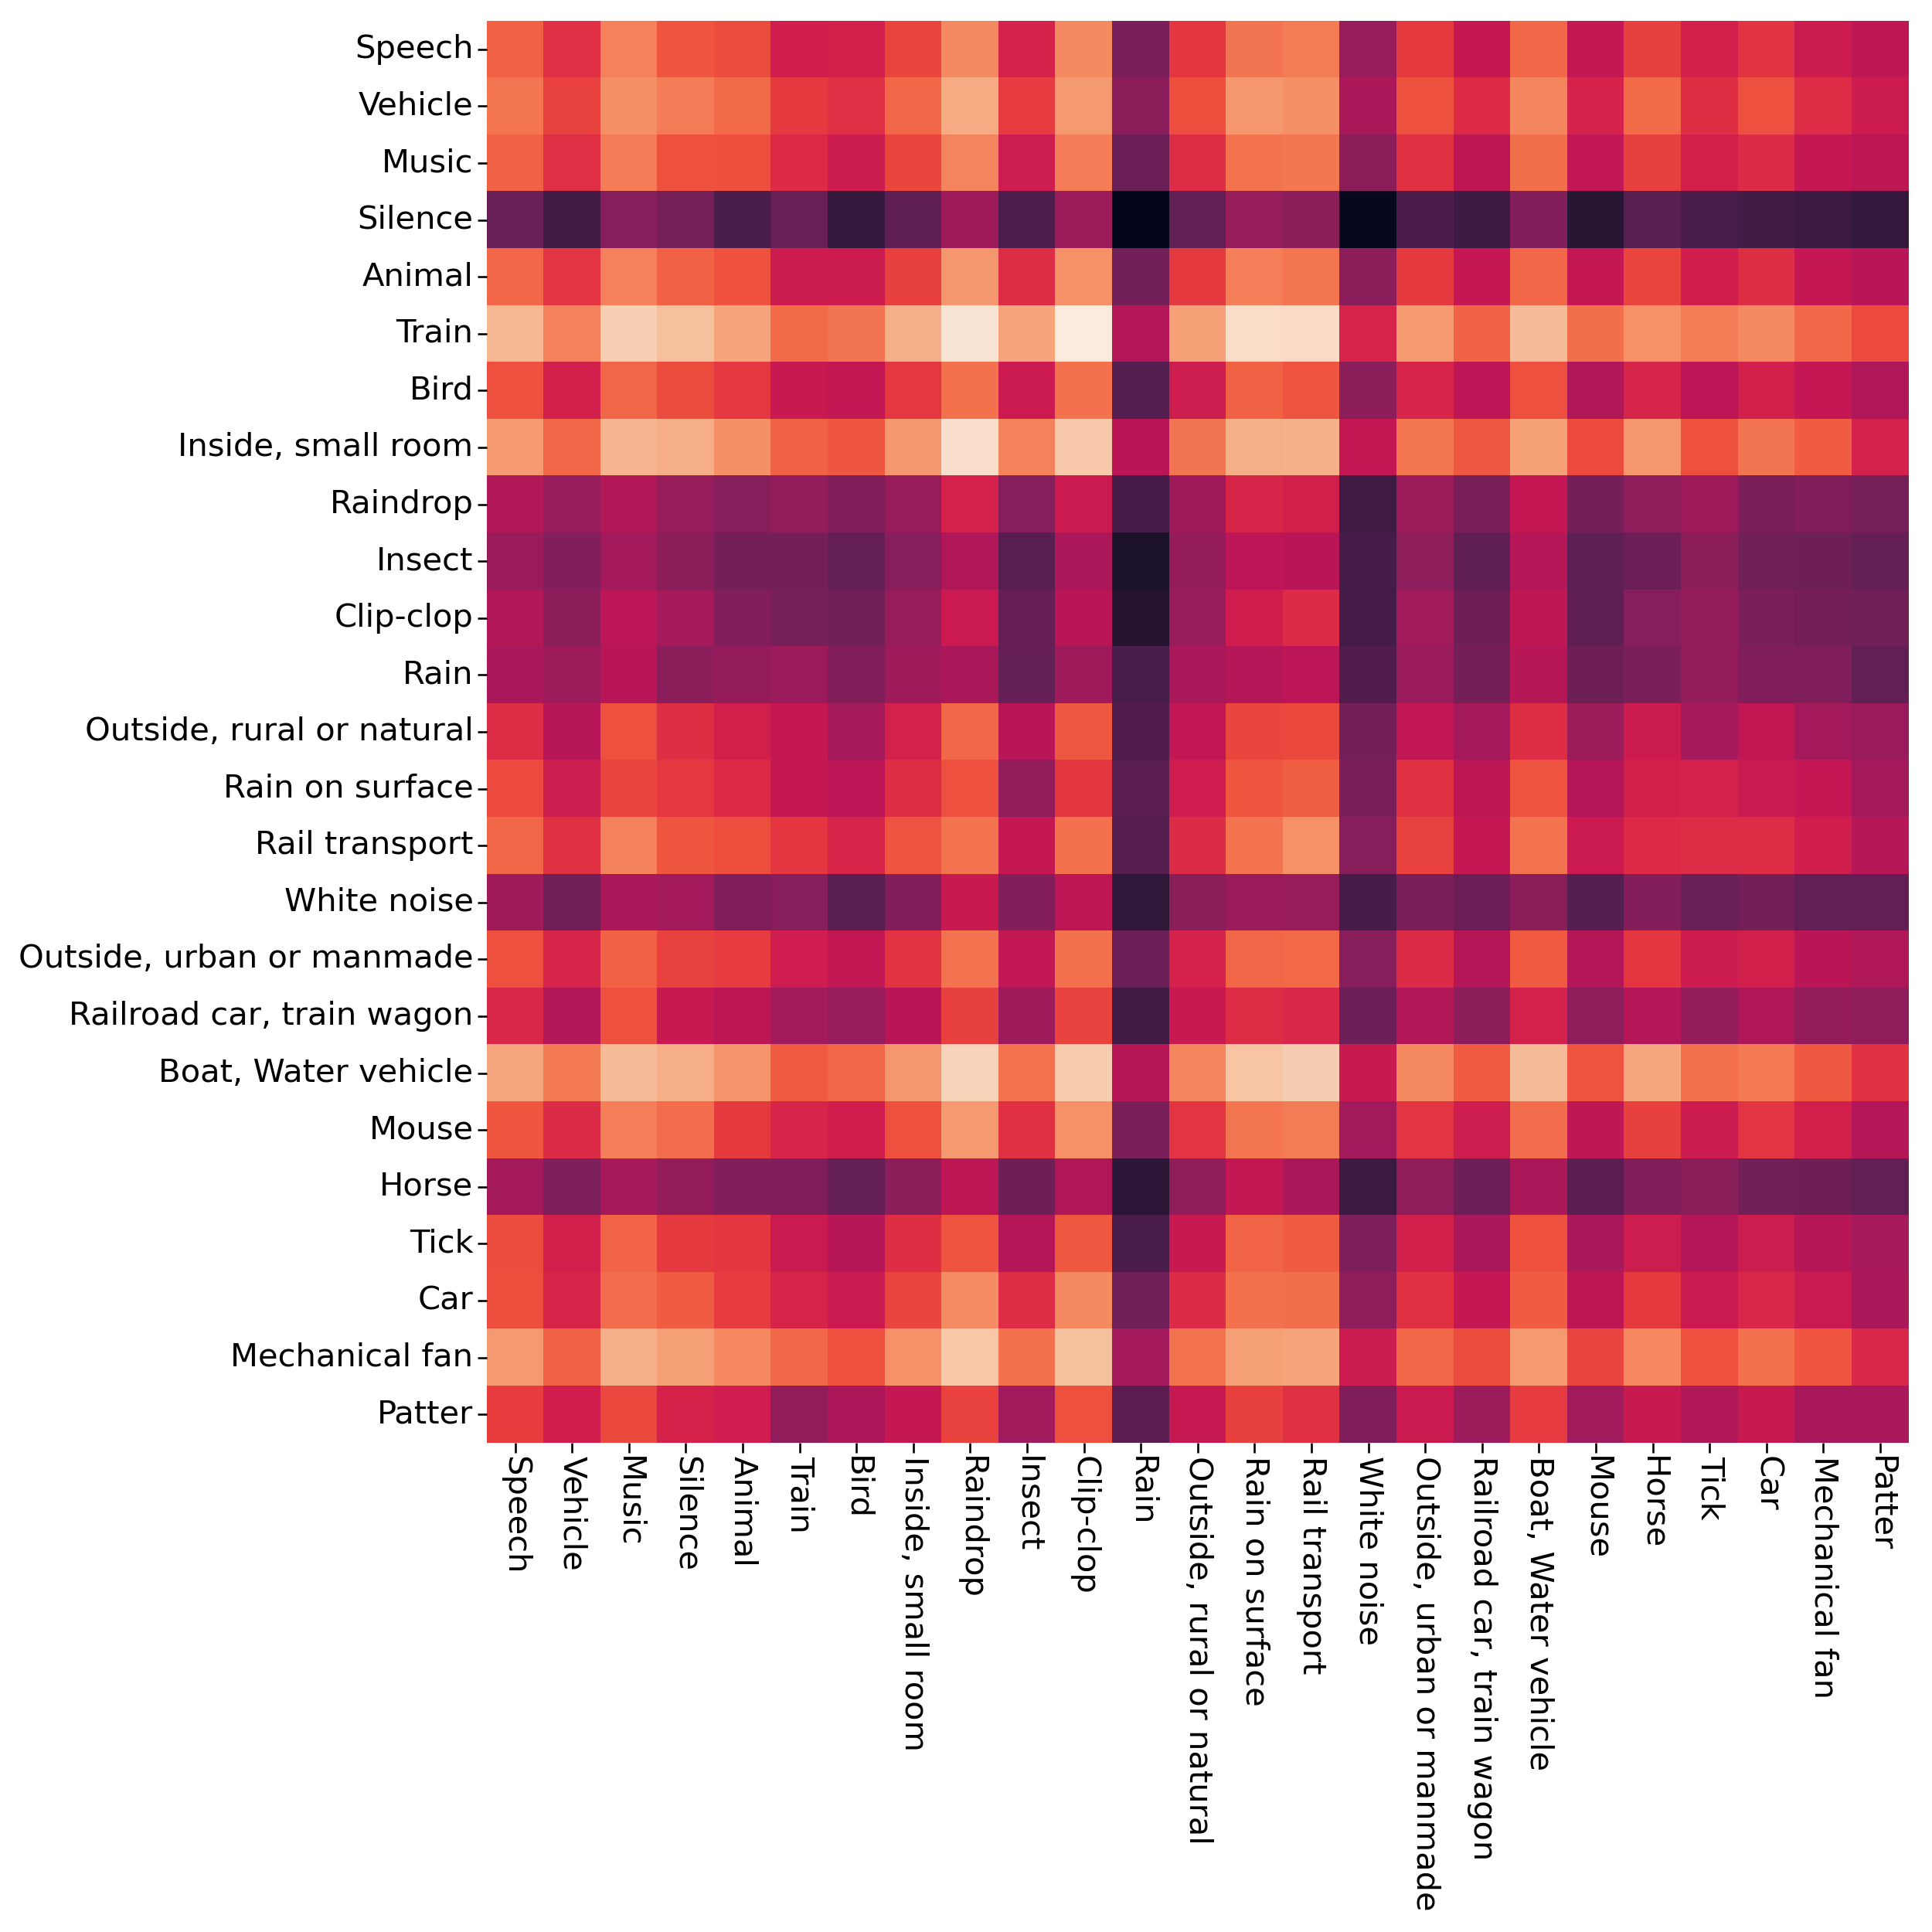 Speech
Vehicle
Music
Silence
Animal
Train
Bird
Inside, small room
Raindrop
Insect
Clip-clop
Rain
Outside, rural or natural
Rain on surface
Rail transport
White noise
Outside, urban or manmade
Railroad car, train wagon
Boat, Water vehicle
Mouse
Horse
Tick
Car
Mechanical fan
Patter
Speech
Vehicle
Music
Silence
Animal
Train
Bird
Inside, small room
Raindrop
Insect
Clip-clop
Rain
Outside, rural or natural
Rain on surface
Rail transport
White noise
Outside, urban or manmade
Railroad car, train wagon
Boat, Water vehicle
Mouse
Horse
Tick
Car
Mechanical fan
Patter